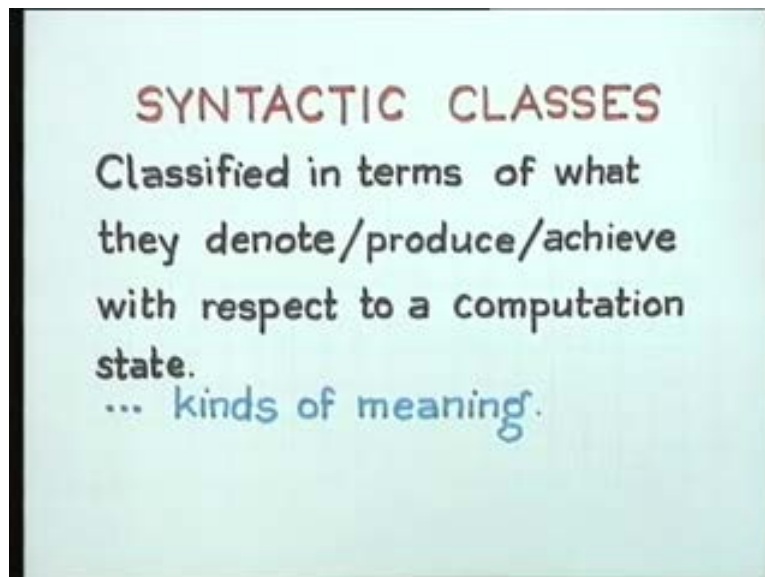 SYNTACTIC CLASSES
Classified in terms of what
they denote/produce/achieve
with respect to a computation
state.
... kinds of meaning.